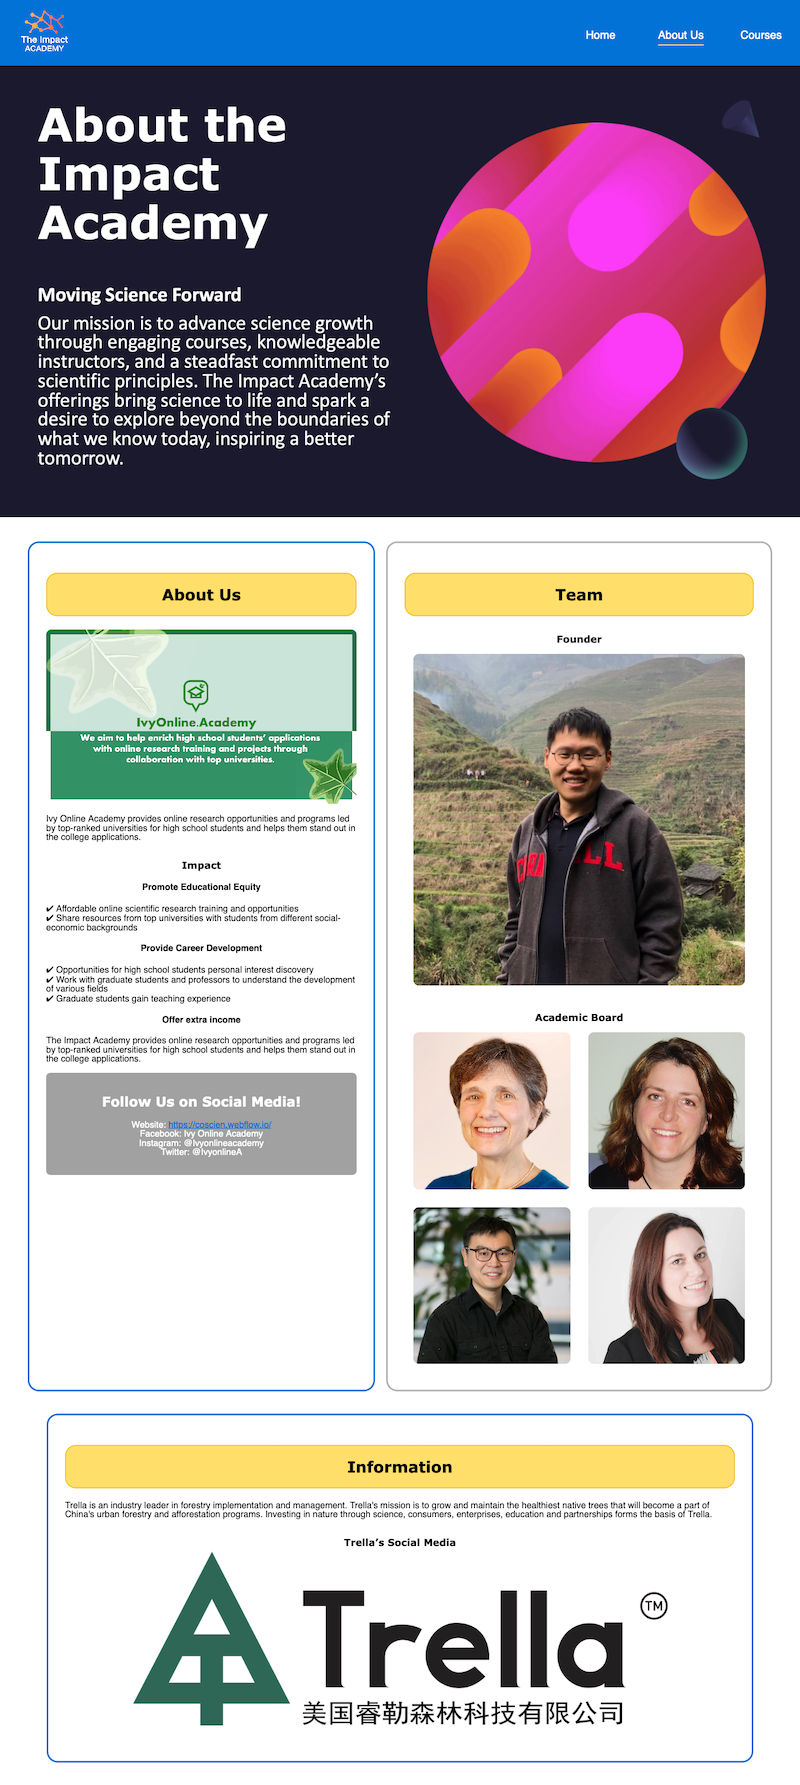 The Impact
ACADEMY
Home
About Us
Courses
About the
Impact
Academy
Moving Science Forward
Our mission is to advance science growth
through engaging courses, knowledgeable
instructors, and a steadfast commitment to
scientific principles. The Impact Academy’s
offerings bring science to life and spark a
desire to explore beyond the boundaries of
what we know today, inspiring a better
tomorrow.
About Us
IvyOnline.Academy
We aim to help enrich high school students’ applications
with online research training and projects through
collaboration with top universities.
Ivy Online Academy provides online research opportunities and programs led
by top-ranked universities for high school students and helps them stand out in
the college applications.
Impact
Promote Educational Equity
✔ Affordable online scientific research training and opportunities
✔ Share resources from top universities with students from different social-
economic backgrounds
Provide Career Development
✔ Opportunities for high school students personal interest discovery
✔ Work with graduate students and professors to understand the development
of various fields
✔ Graduate students gain teaching experience
Offer extra income
The Impact Academy provides online research opportunities and programs led
by top-ranked universities for high school students and helps them stand out in
the college applications.
Follow Us on Social Media!
Website: https://coscien.webflow.io/
Facebook: Ivy Online Academy
Instagram: @Ivyonlineacademy
Twitter: @IvyonlineA
Team
Founder
Academic Board
Information
Trella is an industry leader in forestry implementation and management. Trella's mission is to grow and maintain the healthiest native trees that will become a part of
China's urban forestry and afforestation programs. Investing in nature through science, consumers, enterprises, education and partnerships forms the basis of Trella.
Trella’s Social Media
Trella TM
美国睿勒森林科技有限公司